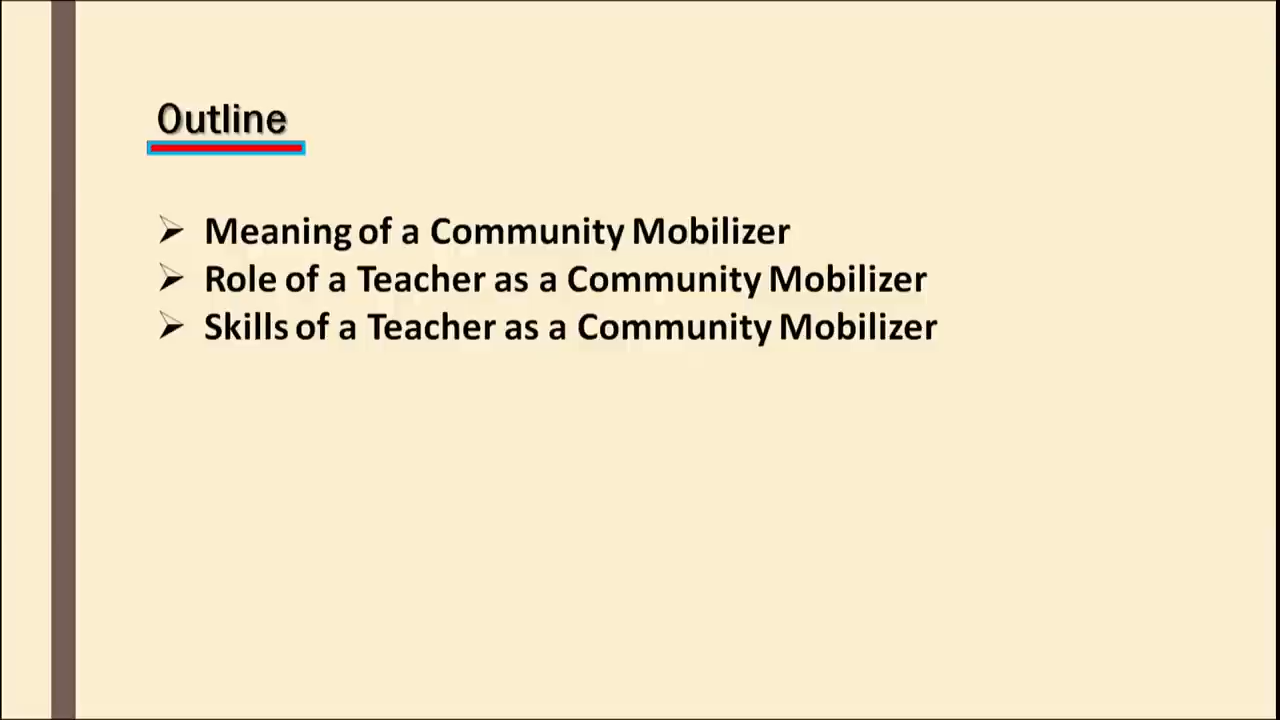 Outline
➢ Meaning of a Community Mobilizer
➢ Role of a Teacher as a Community Mobilizer
➢ Skills of a Teacher as a Community Mobilizer